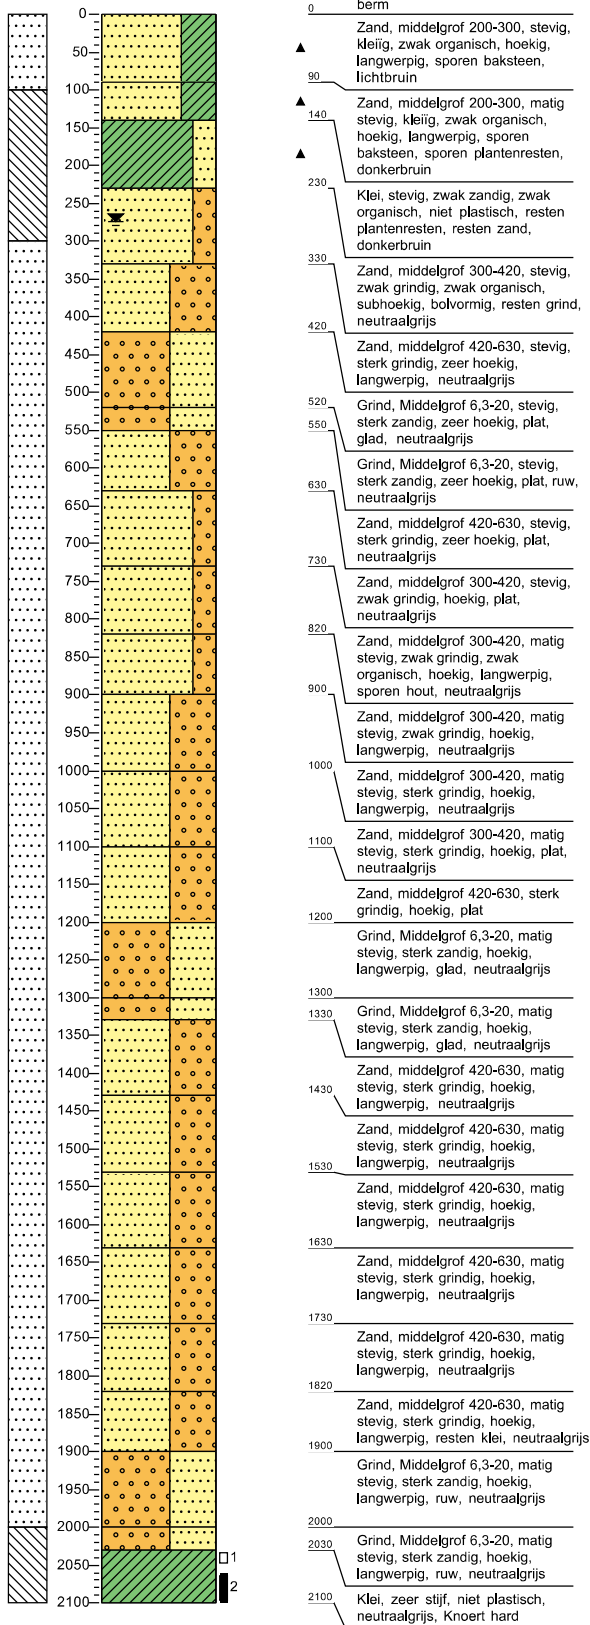 0
berm
Zand, middelgrof 200-300, stevig,
kleiïg, zwak organisch, hoekig,
langwerpig, sporen baksteen,
lichtbruin
90
Zand, middelgrof 200-300, matig
stevig, kleiïg, zwak organisch,
hoekig, langwerpig, sporen
baksteen, sporen plantenresten,
donkerbruin
140
Klei, stevig, zwak zandig, zwak
organisch, niet plastisch, resten
plantenresten, resten zand,
donkerbruin
230
Zand, middelgrof 300-420, stevig,
zwak grindig, zwak organisch,
subhoekig, bolvormig, resten grind,
neutraalgrijs
330
Zand, middelgrof 420-630, stevig,
sterk grindig, zeer hoekig,
langwerpig, neutraalgrijs
420
Grind, Middelgrof 6,3-20, stevig,
sterk zandig, zeer hoekig, plat,
glad, neutraalgrijs
520
Grind, Middelgrof 6,3-20, stevig,
sterk zandig, zeer hoekig, plat, ruw,
neutraalgrijs
550
Zand, middelgrof 420-630, stevig,
sterk grindig, zeer hoekig, plat,
neutraalgrijs
630
Zand, middelgrof 300-420, stevig,
zwak grindig, hoekig, plat,
neutraalgrijs
730
Zand, middelgrof 300-420, matig
stevig, zwak grindig, zwak
organisch, hoekig, langwerpig,
sporen hout, neutraalgrijs
820
Zand, middelgrof 300-420, matig
stevig, zwak grindig, hoekig,
langwerpig, neutraalgrijs
900
Zand, middelgrof 300-420, matig
stevig, sterk grindig, hoekig,
langwerpig, neutraalgrijs
1000
Zand, middelgrof 300-420, matig
stevig, sterk grindig, hoekig, plat,
neutraalgrijs
1100
Zand, middelgrof 420-630, sterk
grindig, hoekig, plat
1200
Grind, Middelgrof 6,3-20, matig
stevig, sterk zandig, hoekig,
langwerpig, glad, neutraalgrijs
1300
Grind, Middelgrof 6,3-20, matig
stevig, sterk zandig, hoekig,
langwerpig, glad, neutraalgrijs
1330
Zand, middelgrof 420-630, matig
stevig, sterk grindig, hoekig,
langwerpig, neutraalgrijs
1430
Zand, middelgrof 420-630, matig
stevig, sterk grindig, hoekig,
langwerpig, neutraalgrijs
1530
Zand, middelgrof 420-630, matig
stevig, sterk grindig, hoekig,
langwerpig, neutraalgrijs
1630
Zand, middelgrof 420-630, matig
stevig, sterk grindig, hoekig,
langwerpig, neutraalgrijs
1730
Zand, middelgrof 420-630, matig
stevig, sterk grindig, hoekig,
langwerpig, neutraalgrijs
1820
Zand, middelgrof 420-630, matig
stevig, sterk grindig, hoekig,
langwerpig, resten klei, neutraalgrijs
1900
Grind, Middelgrof 6,3-20, matig
stevig, sterk zandig, hoekig,
langwerpig, ruw, neutraalgrijs
2000
Grind, Middelgrof 6,3-20, matig
stevig, sterk zandig, hoekig,
langwerpig, ruw, neutraalgrijs
2030
Klei, zeer stijf, niet plastisch,
neutraalgrijs, Knoert hard
2100
0
50
100
150
200
250
300
350
400
450
500
550
600
650
700
750
800
850
900
950
1000
1050
1100
1150
1200
1250
1300
1350
1400
1450
1500
1550
1600
1650
1700
1750
1800
1850
1900
1950
2000
2050
2100
1
2